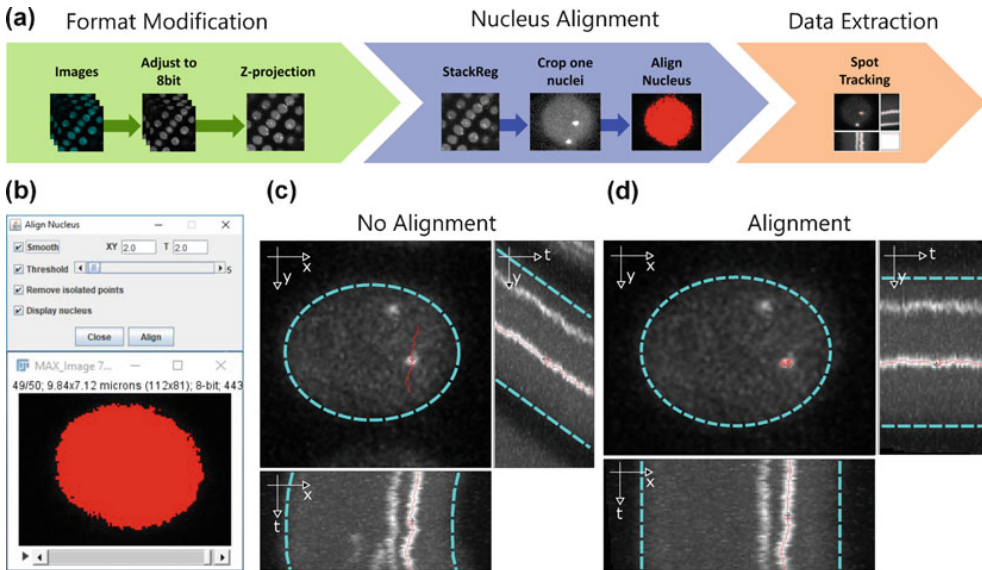 (a) Format Modification Nucleus Alignment Data Extraction
Images
Adjust to
8bit
Z-projection
StackReg
Crop one
nuclei
Align
Nucleus
Spot
Tracking
(b)
Align Nucleus
Smooth XY 2.0 T 2.0
Threshold 5
Remove isolated points
Display nucleus
Close Align
MAX_Image 7...
49/50; 9.84x7.12 microns (112x81); 8-bit; 443
(c)
No Alignment
x
y
t
y
x
t
(d)
Alignment
x
y
t
y
x
t